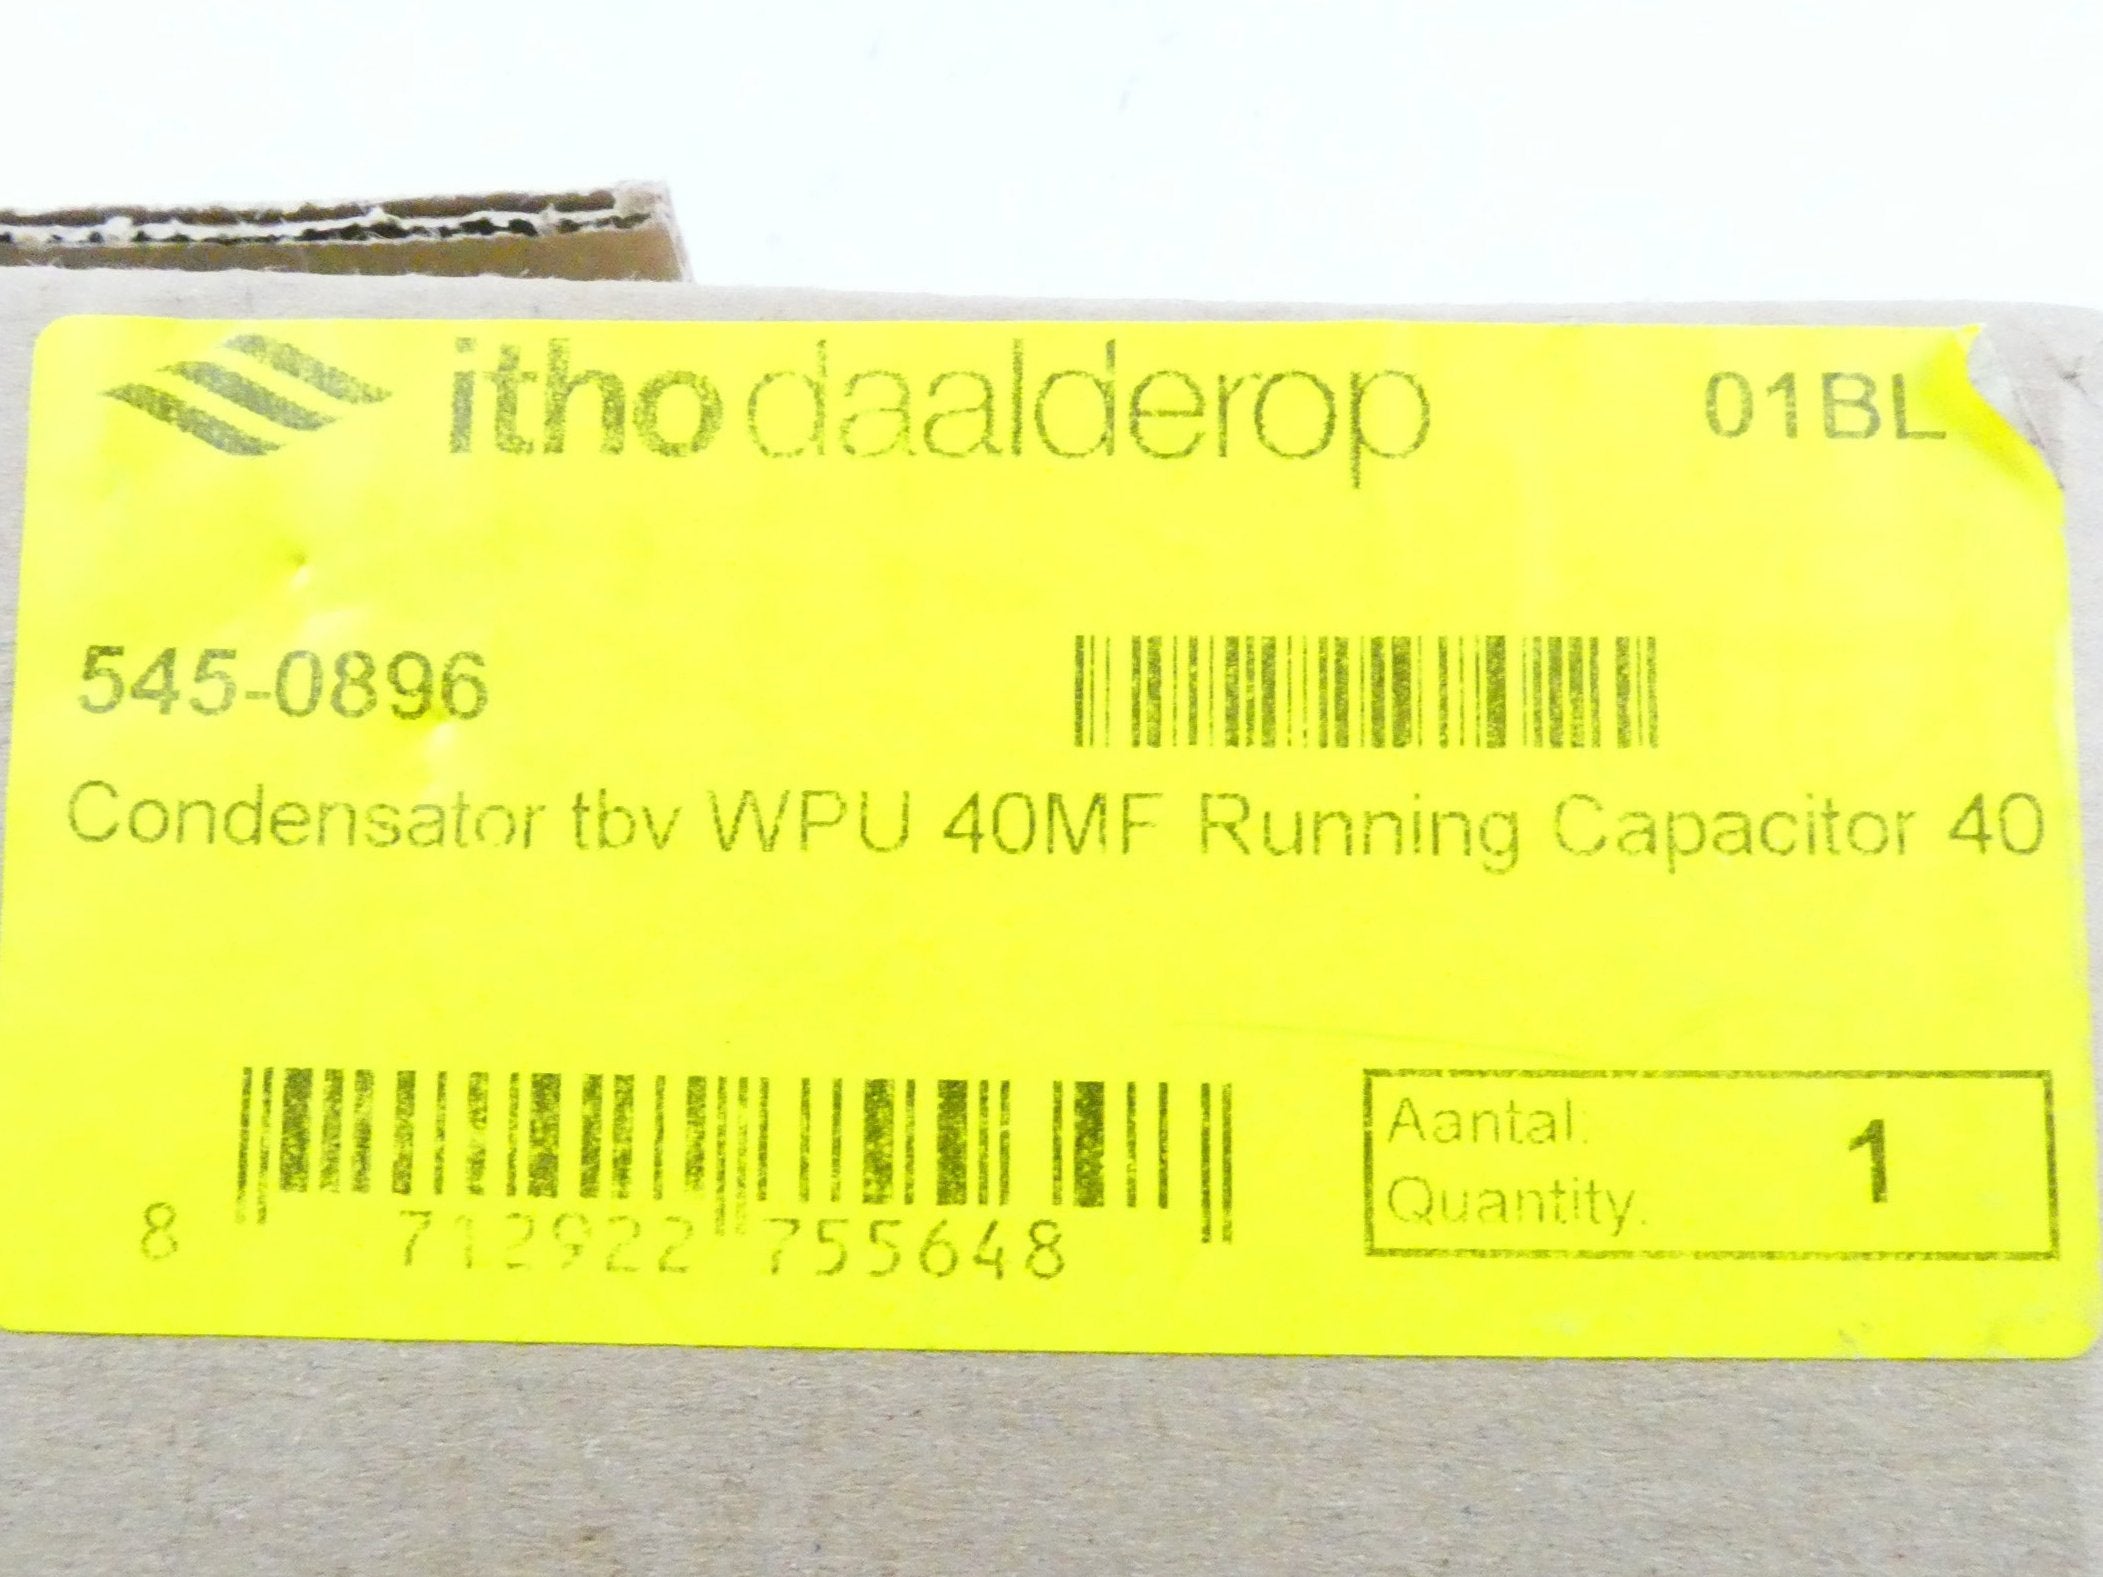 itho daalderop 01BL
545-0896
Condensator tbv WPU 40MF Running Capacitor 40
8 712922 755648
Aantal: 1
Quantity: